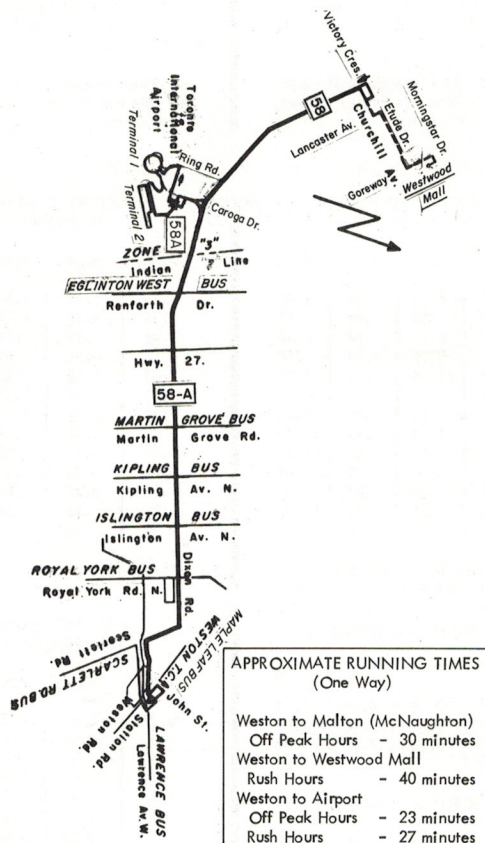 Victory Cres.
58
Lancaster Av.
Churchill Av.
Etude Dr.
Morningstar Dr.
Goreway
Westwood
Mall
Toronto
International
Airport
Terminal 1
Terminal 2
Ring Rd.
Caroga Dr.
58A
ZONE "3"
Indian Line
EGLINTON WEST BUS
Renforth Dr.
Hwy. 27.
58-A
MARTIN GROVE BUS
Martin Grove Rd.
KIPLING BUS
Kipling Av. N.
ISLINGTON BUS
Islington Av. N.
Dixon Rd.
ROYAL YORK BUS
Royal York Rd. N.
MAPLE LEAF BUS
WESTON T.C.
Scarlett Rd.
SCARLETT RD. BUS
Weston Rd.
Station Rd.
John St.
LAWRENCE BUS
Lawrence Av. W.
APPROXIMATE RUNNING TIMES
(One Way)
Weston to Malton (McNaughton)
Off Peak Hours - 30 minutes
Weston to Westwood Mall
Rush Hours - 40 minutes
Weston to Airport
Off Peak Hours - 23 minutes
Rush Hours - 27 minutes